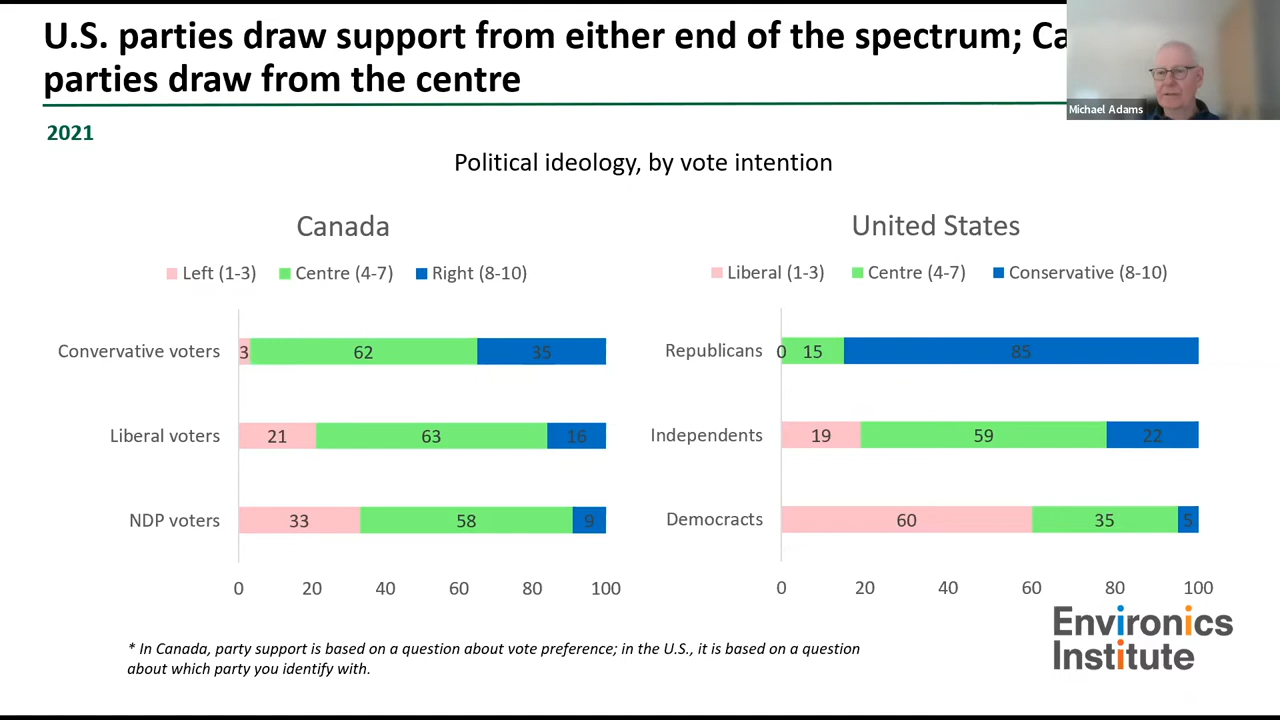 U.S. parties draw support from either end of the spectrum; Ca
parties draw from the centre
Michael Adams
2021
Political ideology, by vote intention
Canada
Left (1-3) Centre (4-7) Right (8-10)
Convervative voters 3 62 35
Liberal voters 21 63 16
NDP voters 33 58 9
0 20 40 60 80 100
United States
Liberal (1-3) Centre (4-7) Conservative (8-10)
Republicans 0 15 85
Independents 19 59 22
Democracts 60 35 5
0 20 40 60 80 100
* In Canada, party support is based on a question about vote preference; in the U.S., it is based on a question
about which party you identify with.
Environics
Institute